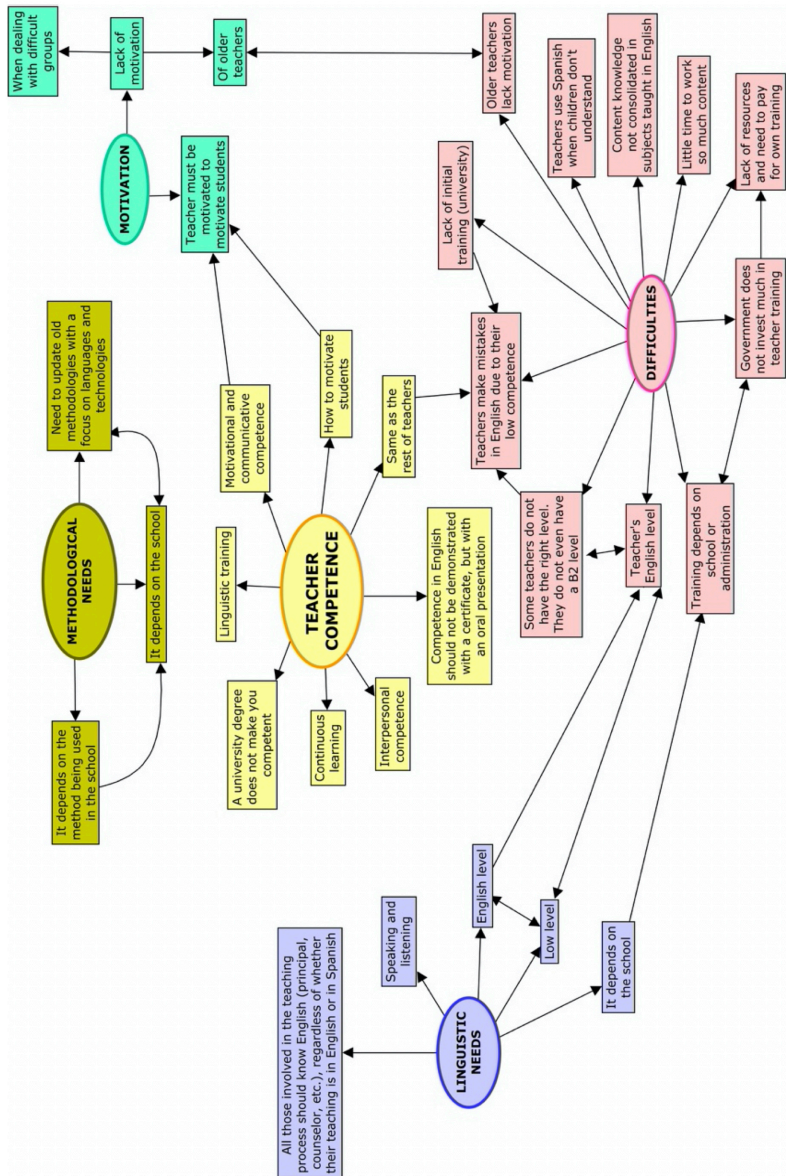 All those involved in the teaching
process should know English (principal,
counselor, etc.), regardless of whether
their teaching is in English or in Spanish
Speaking and
listening
English level
Low level
It depends on
the school
LINGUISTIC
NEEDS
It depends on the
method being used
in the school
METHODOLOGICAL
NEEDS
It depends on the school
Need to update old
methodologies with a
focus on languages and
technologies
A university degree
does not make you
competent
Continuous
learning
Interpersonal
competence
Linguistic training
TEACHER
COMPETENCE
Competence in English
should not be demonstrated
with a certificate, but with
an oral presentation
Motivational and
communicative
competence
How to motivate
students
Same as the
rest of teachers
MOTIVATION
When dealing
with difficult
groups
Lack of
motivation
Of older
teachers
Teacher must be
motivated to
motivate students
Some teachers do not
have the right level.
They do not even have
a B2 level
Teacher's
English level
Training depends on
school or
administration
Teachers make mistakes
in English due to their
low competence
DIFFICULTIES
Government does
not invest much in
teacher training
Lack of initial
training (university)
Older teachers
lack motivation
Teachers use Spanish
when children don't
understand
Content knowledge
not consolidated in
subjects taught in English
Little time to work
so much content
Lack of resources
and need to pay
for own training